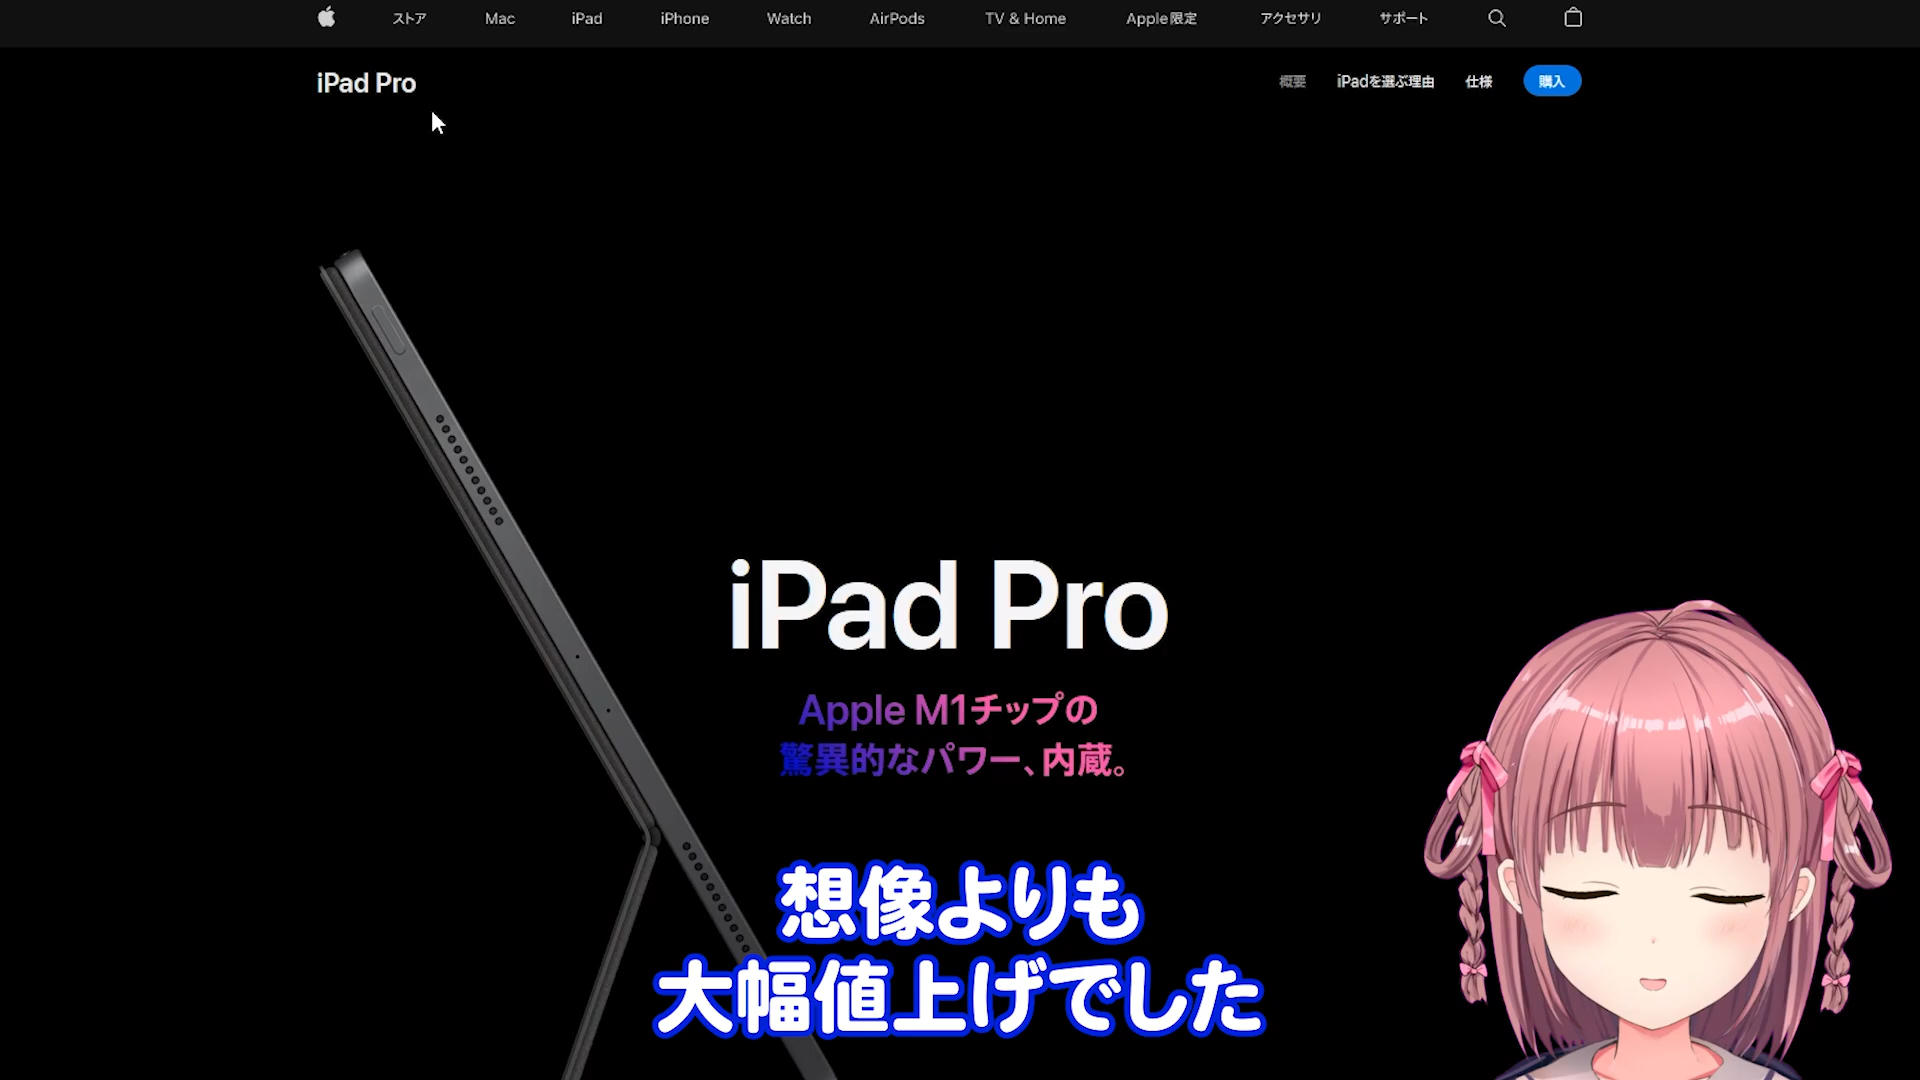 ストア Mac iPad iPhone Watch AirPods TV & Home Apple限定 アクセサリ サポート
iPad Pro
概要 iPadを選ぶ理由 仕様 購入
iPad Pro
Apple M1チップの
驚異的なパワー、内蔵。
想像よりも
大幅値上げでした